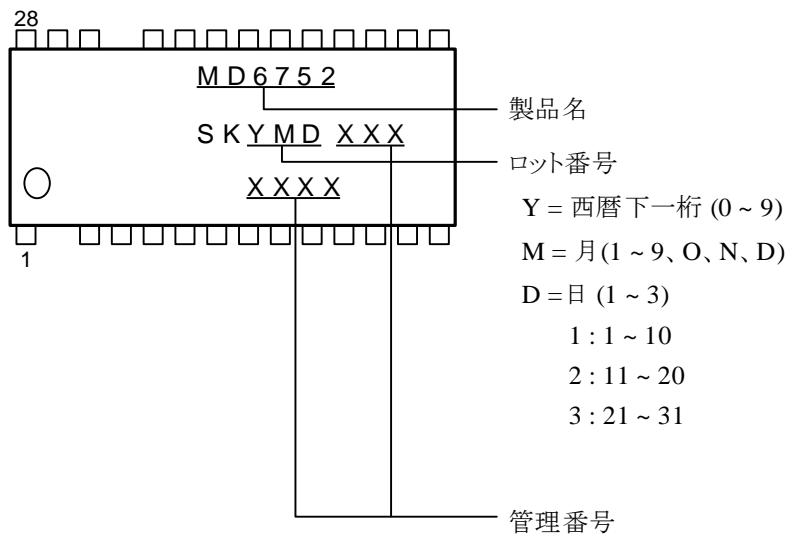 28
MD6752
製品名
SKYMD XXX
ロット番号
XXXX
Y = 西暦下一桁 (0 ~ 9)
M = 月(1 ~ 9、O、N、D)
1
D =日 (1 ~ 3)
1 : 1 ~ 10
2 : 11 ~ 20
3 : 21 ~ 31
管理番号